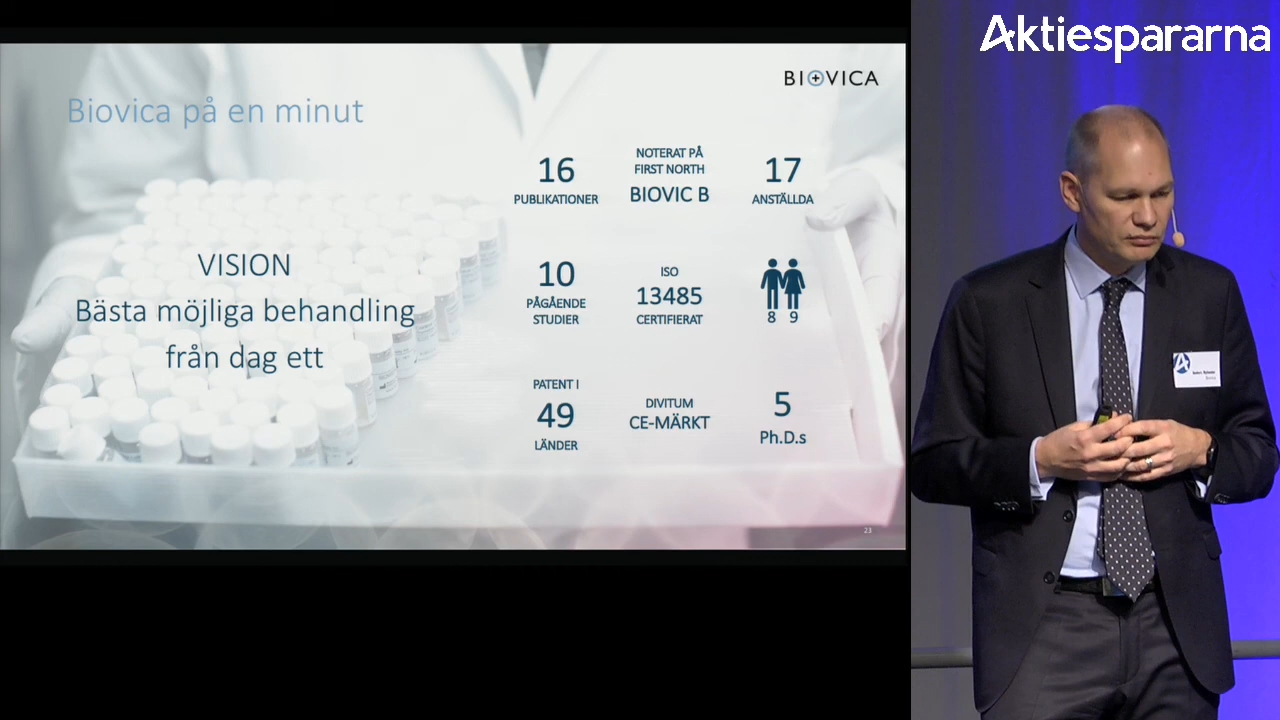 Aktiespararna
BIOVICA
Biovica på en minut
16
PUBLIKATIONER
NOTERAT PÅ
FIRST NORTH
BIOVIC B
17
ANSTÄLLDA
VISION
Bästa möjliga behandling
från dag ett
10
PÅGÅENDE
STUDIER
ISO
13485
CERTIFIERAT
8 9
PATENT I
49
LÄNDER
DIVITUM
CE-MÄRKT
5
Ph.D.s
23